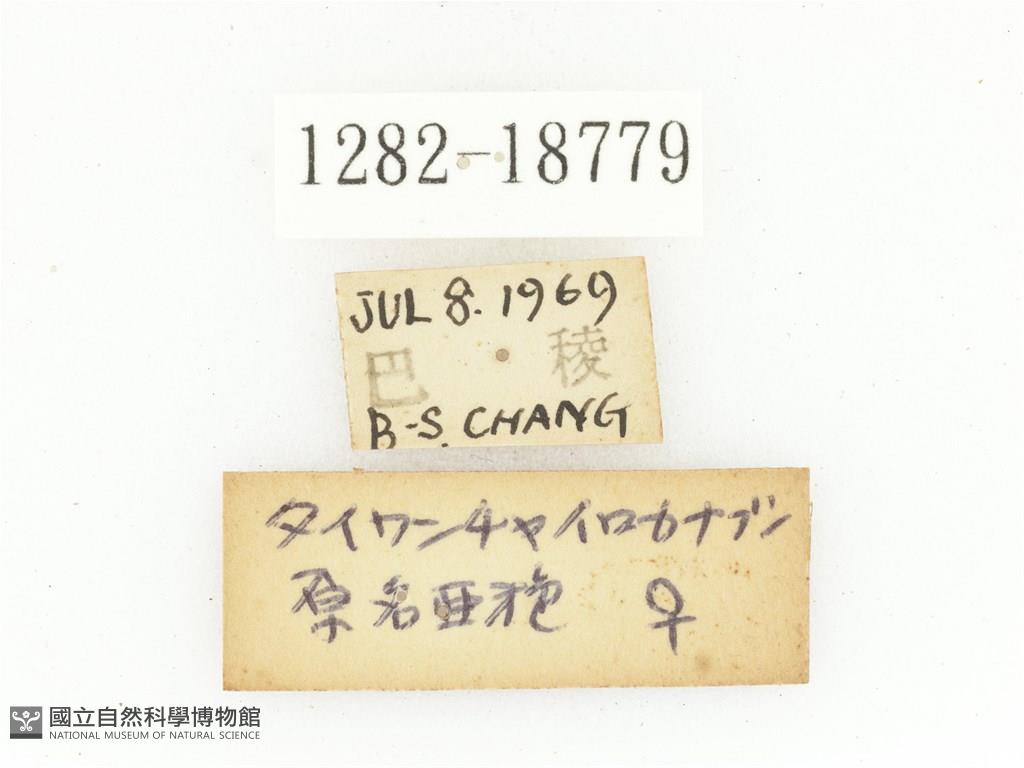 1282-18779
JUL 8. 1969
巴 稜
B-S. CHANG
タイワンチャイロカナブン
原名亜種 ♀
國立自然科學博物館
NATIONAL MUSEUM OF NATURAL SCIENCE